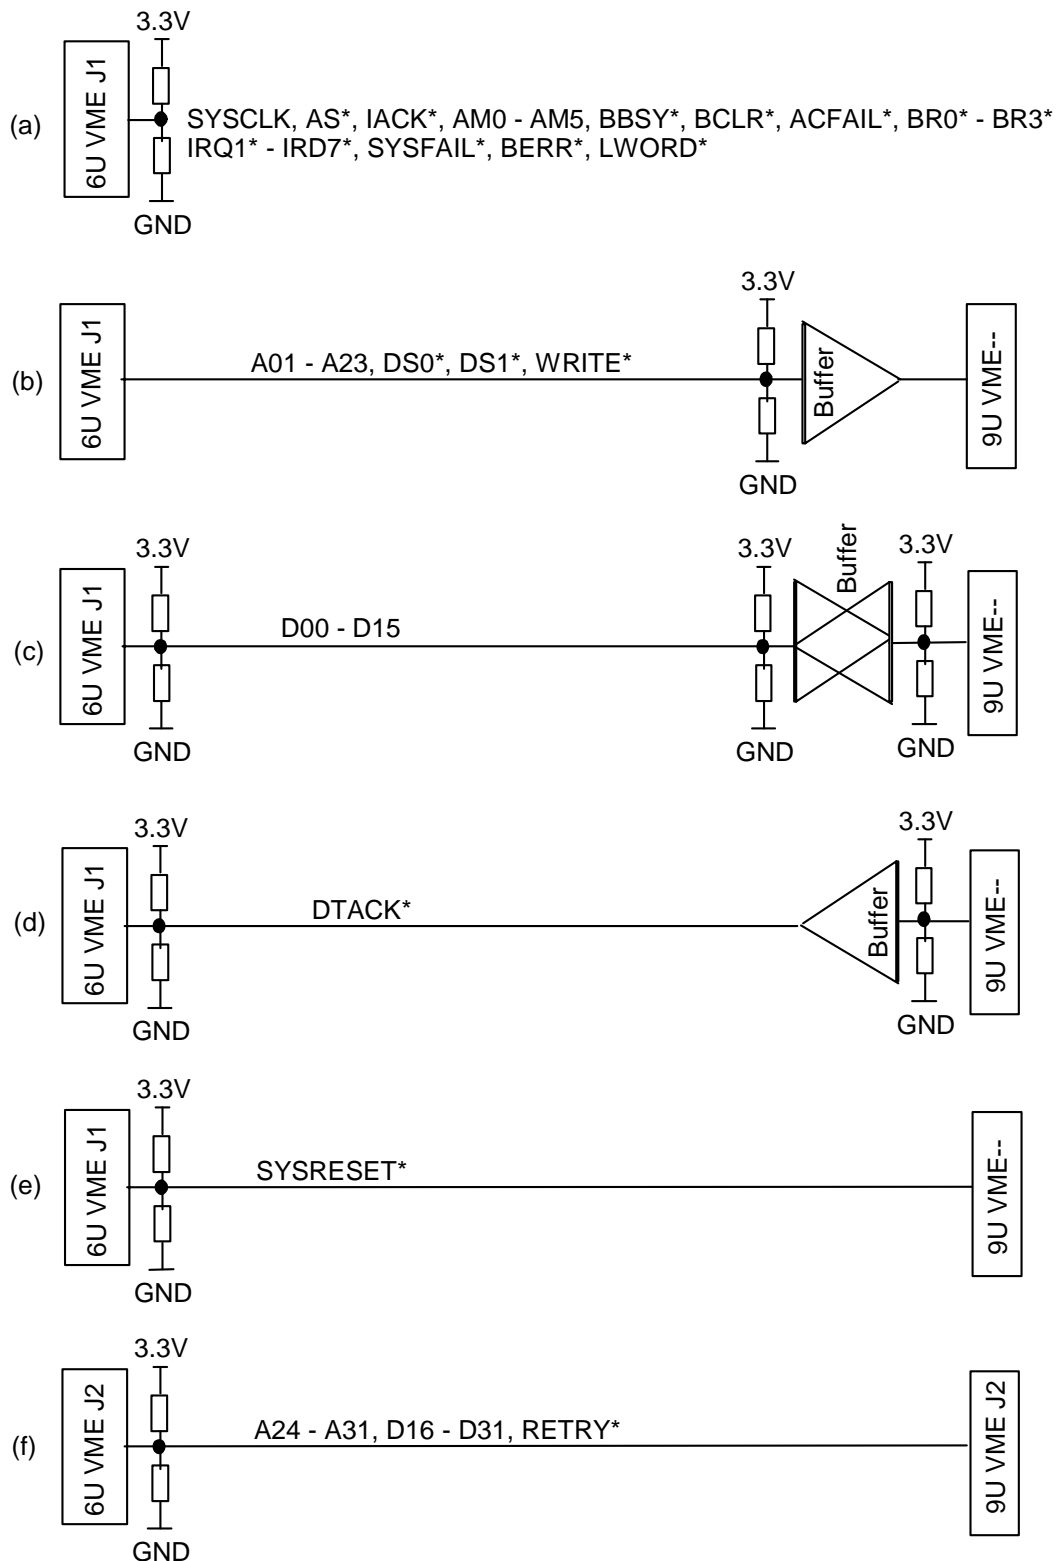 3.3V
(a)
6U VME J1
SYSCLK, AS*, IACK*, AM0 - AM5, BBSY*, BCLR*, ACFAIL*, BR0* - BR3*
IRQ1* - IRD7*, SYSFAIL*, BERR*, LWORD*
GND
3.3V
(b)
6U VME J1
A01 - A23, DS0*, DS1*, WRITE*
Buffer
9U VME--
GND
3.3V
3.3V
Buffer
3.3V
(c)
6U VME J1
D00 - D15
9U VME--
GND
GND
GND
3.3V
3.3V
(d)
6U VME J1
DTACK*
Buffer
9U VME--
GND
GND
3.3V
(e)
6U VME J1
SYSRESET*
9U VME--
GND
3.3V
(f)
6U VME J2
A24 - A31, D16 - D31, RETRY*
9U VME J2
GND